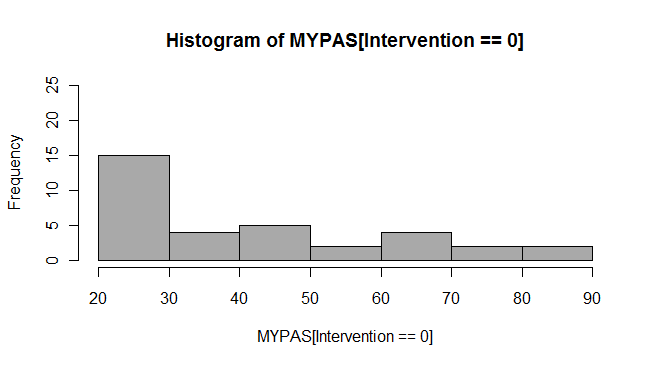 Histogram of MYPAS[Intervention == 0]
Frequency
25
20
15
10
5
0
20 30 40 50 60 70 80 90
MYPAS[Intervention == 0]